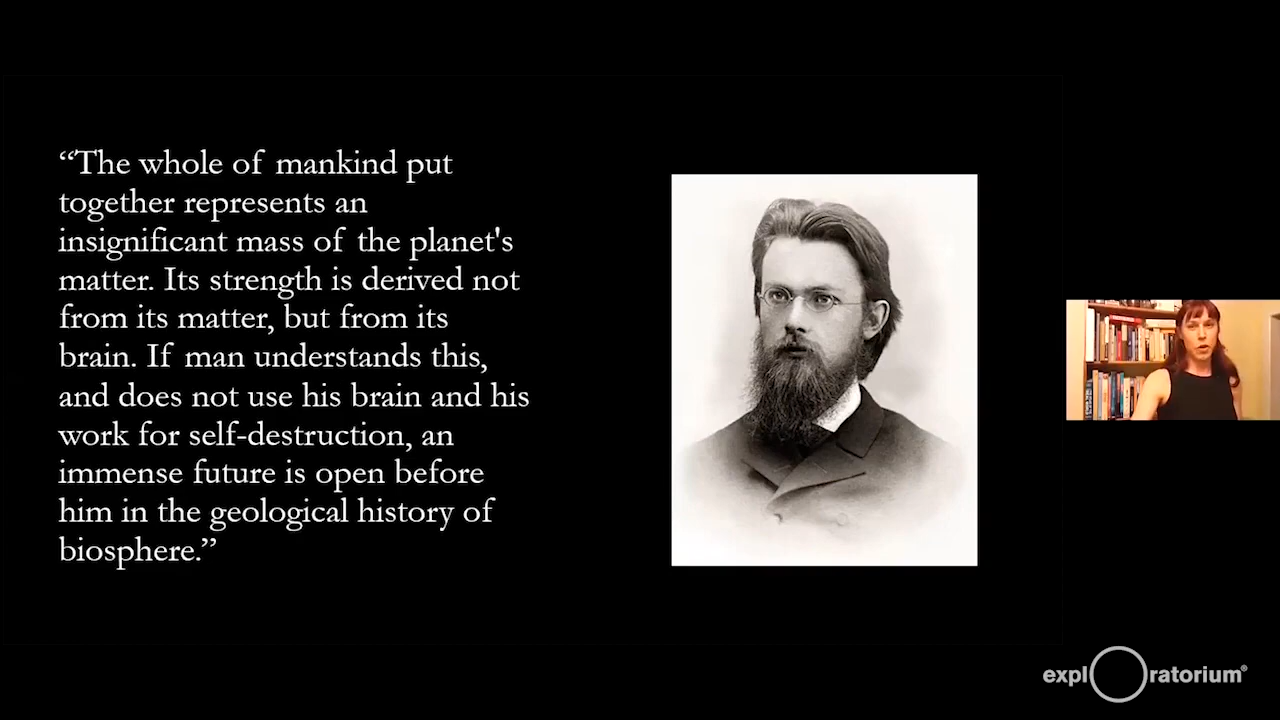 “The whole of mankind put
together represents an
insignificant mass of the planet's
matter. Its strength is derived not
from its matter, but from its
brain. If man understands this,
and does not use his brain and his
work for self-destruction, an
immense future is open before
him in the geological history of
biosphere.”
expl ratorium®